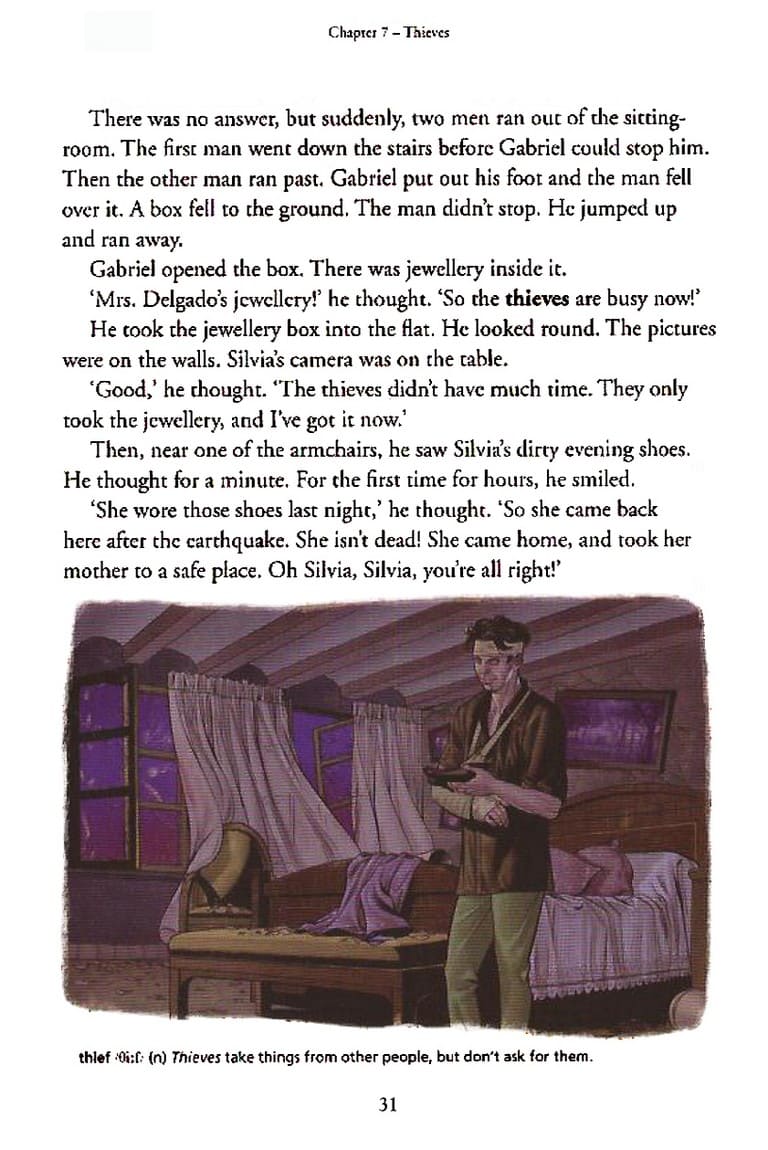 Chapter 7 – Thieves
There was no answer, but suddenly, two men ran out of the sitting-
room. The first man went down the stairs before Gabriel could stop him.
Then the other man ran past. Gabriel put out his foot and the man fell
over it. A box fell to the ground. The man didn't stop. He jumped up
and ran away.
Gabriel opened the box. There was jewellery inside it.
‘Mrs. Delgado's jewellery!’ he thought. ‘So the thieves are busy now!’
He took the jewellery box into the flat. He looked round. The pictures
were on the walls. Silvia's camera was on the table.
‘Good,’ he thought. ‘The thieves didn't have much time. They only
took the jewellery, and I've got it now.’
Then, near one of the armchairs, he saw Silvia's dirty evening shoes.
He thought for a minute. For the first time for hours, he smiled.
‘She wore those shoes last night,’ he thought. ‘So she came back
here after the earthquake. She isn't dead! She came home, and took her
mother to a safe place. Oh Silvia, Silvia, you're all right!’
thief /θiːf/ (n) Thieves take things from other people, but don't ask for them.
31